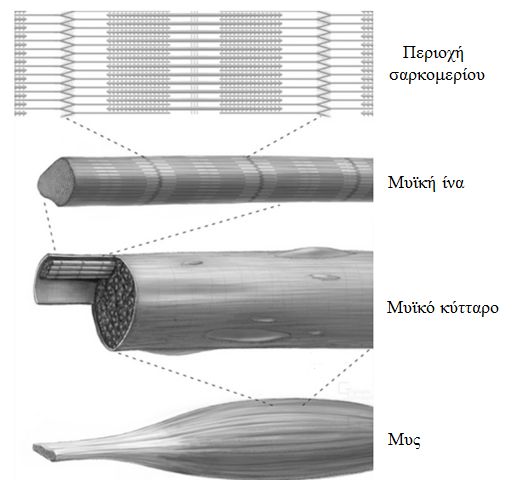 Περιοχή
σαρκομερίου
Μυϊκή ίνα
Μυϊκό κύτταρο
Μυς